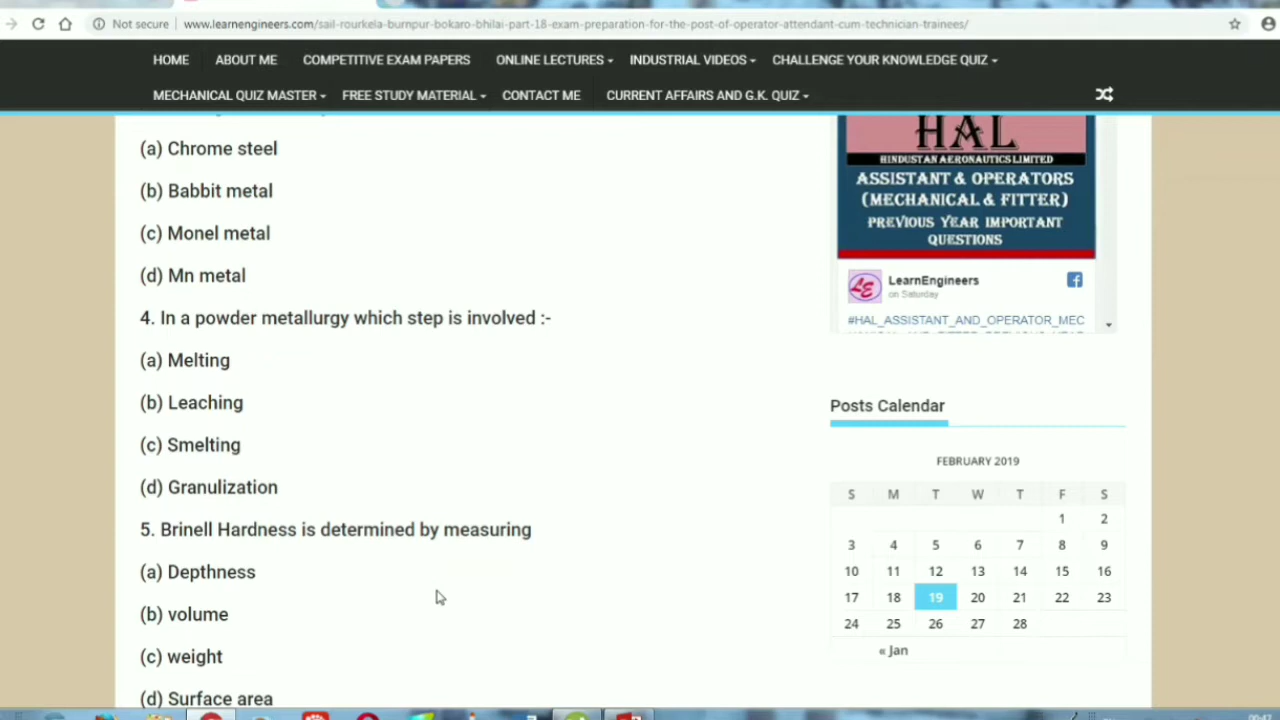 Not secure | www.learnengineers.com/sail-rourkela-burnpur-bokaro-bhilai-part-18-exam-preparation-for-the-post-of-operator-attendant-cum-technician-trainees/
HOME ABOUT ME COMPETITIVE EXAM PAPERS ONLINE LECTURES INDUSTRIAL VIDEOS CHALLENGE YOUR KNOWLEDGE QUIZ
MECHANICAL QUIZ MASTER FREE STUDY MATERIAL CONTACT ME CURRENT AFFAIRS AND G.K. QUIZ
(a) Chrome steel
(b) Babbit metal
(c) Monel metal
(d) Mn metal
4. In a powder metallurgy which step is involved :-
(a) Melting
(b) Leaching
(c) Smelting
(d) Granulization
5. Brinell Hardness is determined by measuring
(a) Depthness
(b) volume
(c) weight
(d) Surface area
HAL
HINDUSTAN AERONAUTICS LIMITED
ASSISTANT & OPERATORS
(MECHANICAL & FITTER)
PREVIOUS YEAR IMPORTANT
QUESTIONS
LE
LearnEngineers
on Saturday
#HAL_ASSISTANT_AND_OPERATOR_MEC
Posts Calendar
FEBRUARY 2019
S M T W T F S
1 2
3 4 5 6 7 8 9
10 11 12 13 14 15 16
17 18 19 20 21 22 23
24 25 26 27 28
« Jan